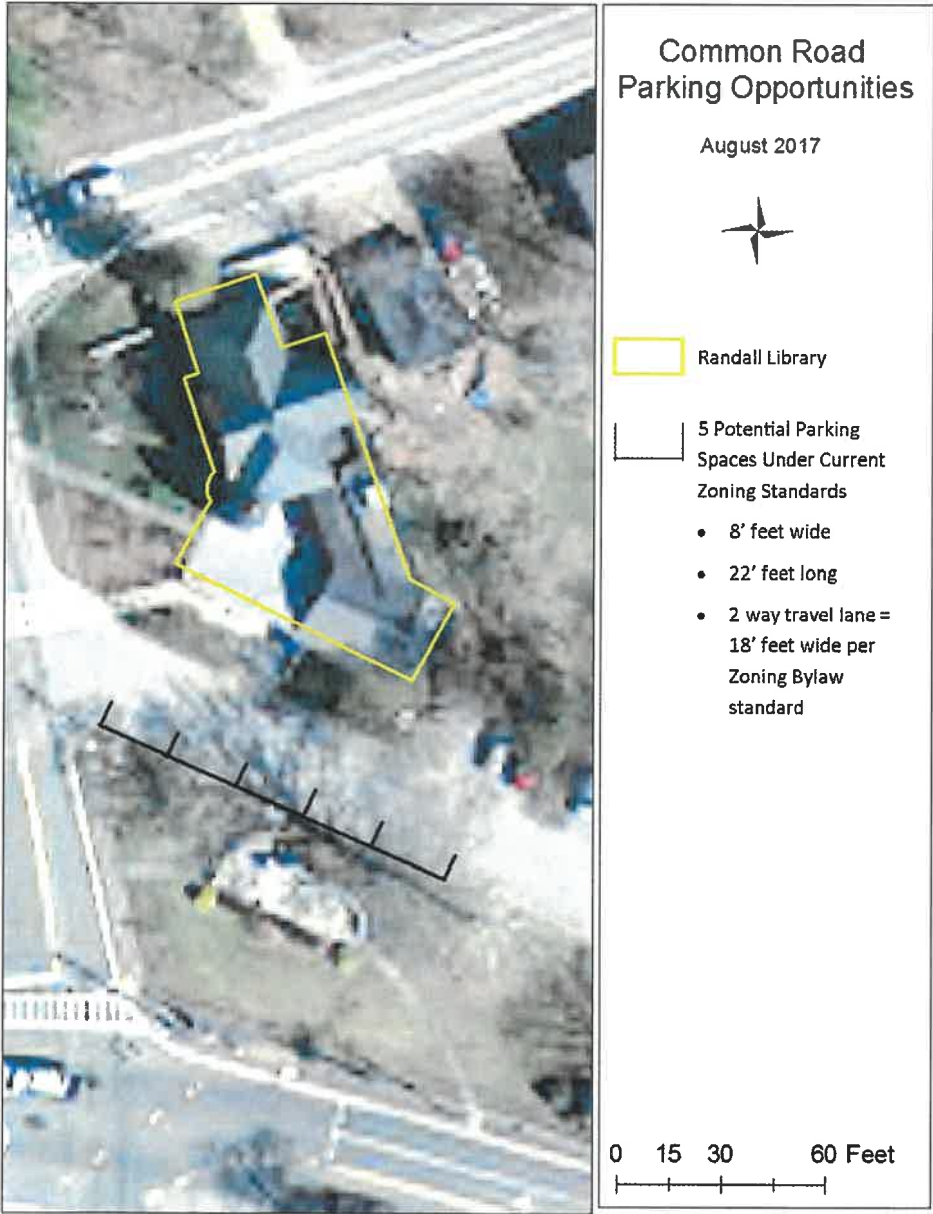 Common Road
Parking Opportunities
August 2017
Randall Library
5 Potential Parking
Spaces Under Current
Zoning Standards
• 8' feet wide
• 22' feet long
• 2 way travel lane =
18' feet wide per
Zoning Bylaw
standard
0 15 30 60 Feet